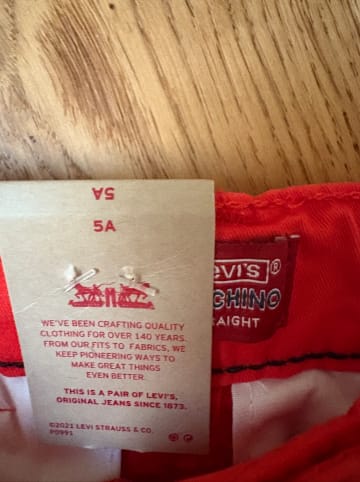 5A
5A
WE'VE BEEN CRAFTING QUALITY
CLOTHING FOR OVER 140 YEARS.
FROM OUR FITS TO FABRICS, WE
KEEP PIONEERING WAYS TO
MAKE GREAT THINGS
EVEN BETTER.
THIS IS A PAIR OF LEVI'S,
ORIGINAL JEANS SINCE 1873.
©2021 LEVI STRAUSS & CO.
P0991
LEVI'S®
CHINO
AIGHT